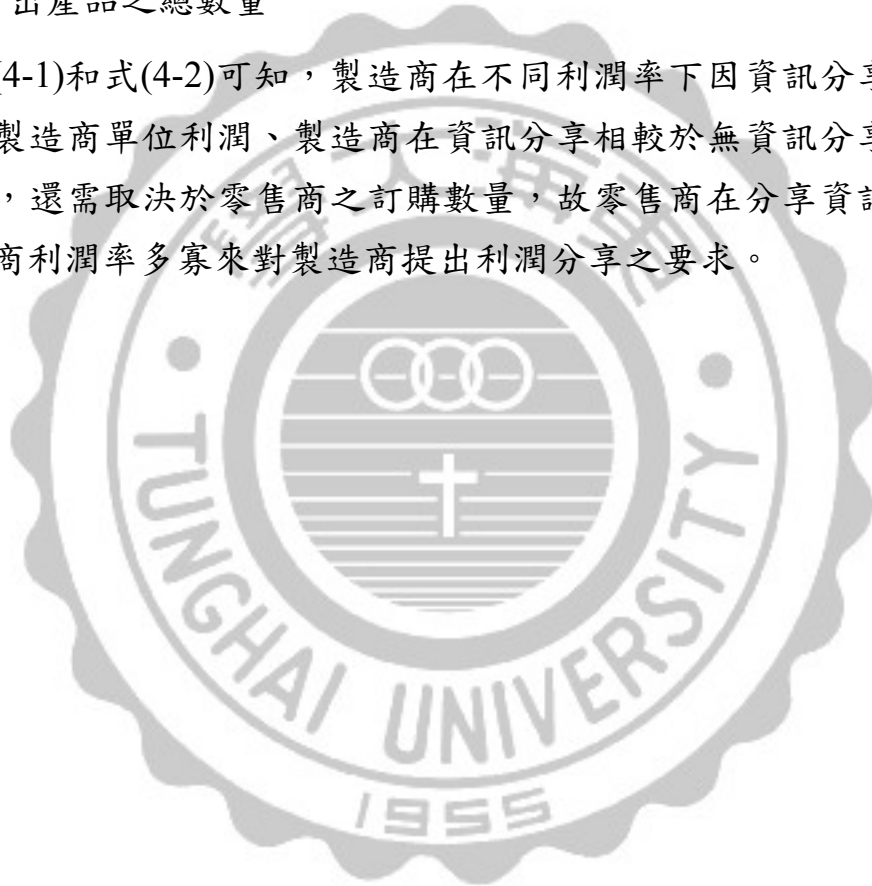 出產品之總數量
(4-1)和式(4-2)可知,製造商在不同利潤率下因資訊分享
製造商單位利潤、製造商在資訊分享相較於無資訊分享
,還需取決於零售商之訂購數量,故零售商在分享資訊
商利潤率多寡來對製造商提出利潤分享之要求。
學大海東
TUNGHAI UNIVERSITY
1955